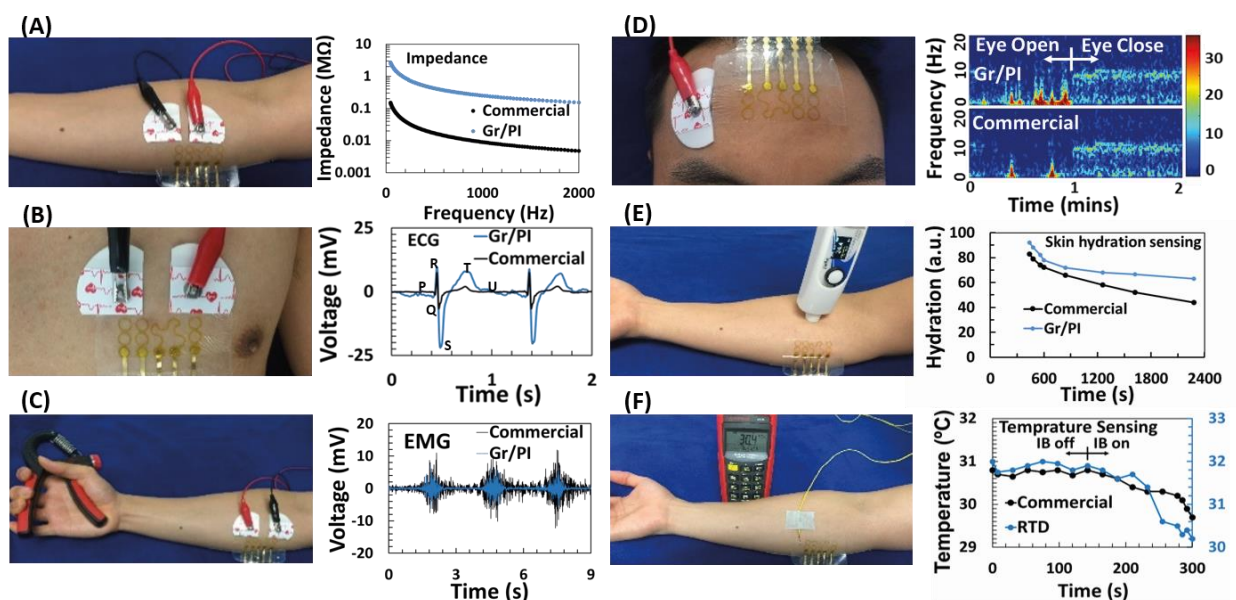 (A)
Impedance (MΩ)
10
1
0.1
0.01
0.001
Impedance
Commercial
Gr/PI
0
1000
2000
Frequency (Hz)
(B)
Voltage (mV)
25
0
-25
ECG
Gr/PI
Commercial
P
R
Q
S
T
U
0
1
2
Time (s)
(C)
Voltage (mV)
20
10
0
-10
-20
EMG
Commercial
Gr/PI
0
3
6
9
Time (s)
(D)
Frequency (Hz)
20
10
0
Eye Open
Eye Close
Gr/PI
20
10
0
Commercial
0
1
2
Time (mins)
30
20
10
0
(E)
Hydration (a.u.)
100
80
60
40
20
0
Skin hydration sensing
Commercial
Gr/PI
0
600
1200
1800
2400
Time (s)
(F)
304
Temperature (ºC)
32
31
30
29
Temprature Sensing
IB off
IB on
Commercial
RTD
33
32
31
30
0
100
200
300
Time (s)